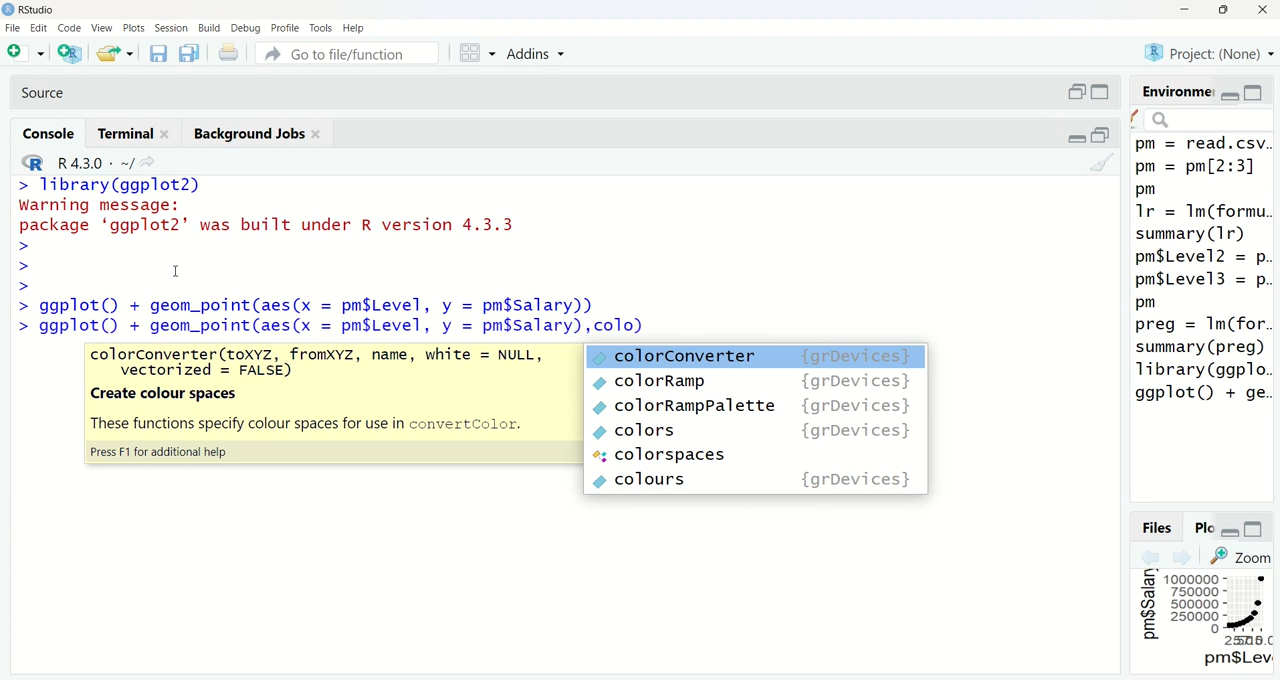 RStudio
File Edit Code View Plots Session Build Debug Profile Tools Help
Go to file/function Addins Project: (None)
Source
Console Terminal Background Jobs
R 4.3.0 · ~/
> library(ggplot2)
Warning message:
package ‘ggplot2’ was built under R version 4.3.3
>
>
>
> ggplot() + geom_point(aes(x = pm$Level, y = pm$Salary))
> ggplot() + geom_point(aes(x = pm$Level, y = pm$Salary),colo)
colorConverter(toXYZ, fromXYZ, name, white = NULL,
vectorized = FALSE)
Create colour spaces
These functions specify colour spaces for use in convertColor.
Press F1 for additional help
colorConverter {grDevices}
colorRamp {grDevices}
colorRampPalette {grDevices}
colors {grDevices}
colorspaces
colours {grDevices}
Environme
pm = read.csv…
pm = pm[2:3]
pm
lr = lm(formu…
summary(lr)
pm$Level2 = p…
pm$Level3 = p…
pm
preg = lm(for…
summary(preg)
library(ggplo…
ggplot() + ge…
Files Plo
Zoom
pm$Salary
1000000
750000
500000
250000
0
pm$Leve